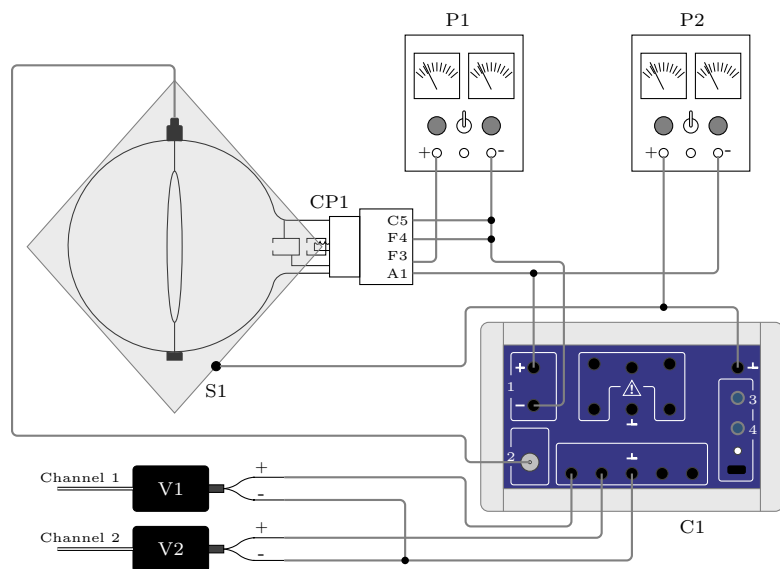 P1
P2
+
-
+
-
CP1
C5
F4
F3
A1
S1
+
1
−
⚠
⊥
⊥
3
4
2
⊥
C1
Channel 1
V1
+
-
Channel 2
V2
+
-